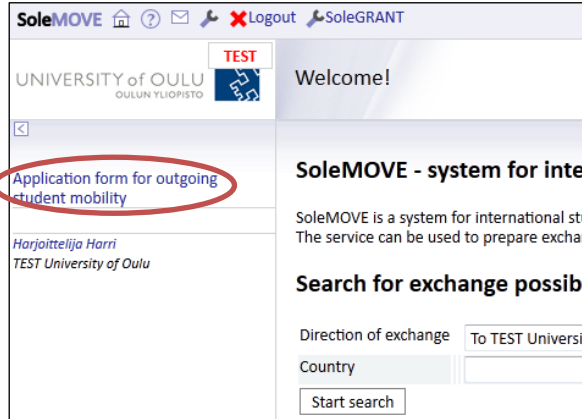 SoleMOVE Logout SoleGRANT
TEST
UNIVERSITY of OULU
OULUN YLIOPISTO
Welcome!
Application form for outgoing
student mobility
Harjoittelija Harri
TEST University of Oulu
SoleMOVE - system for inte
SoleMOVE is a system for international stu
The service can be used to prepare exchan
Search for exchange possib
Direction of exchange To TEST Universi
Country
Start search